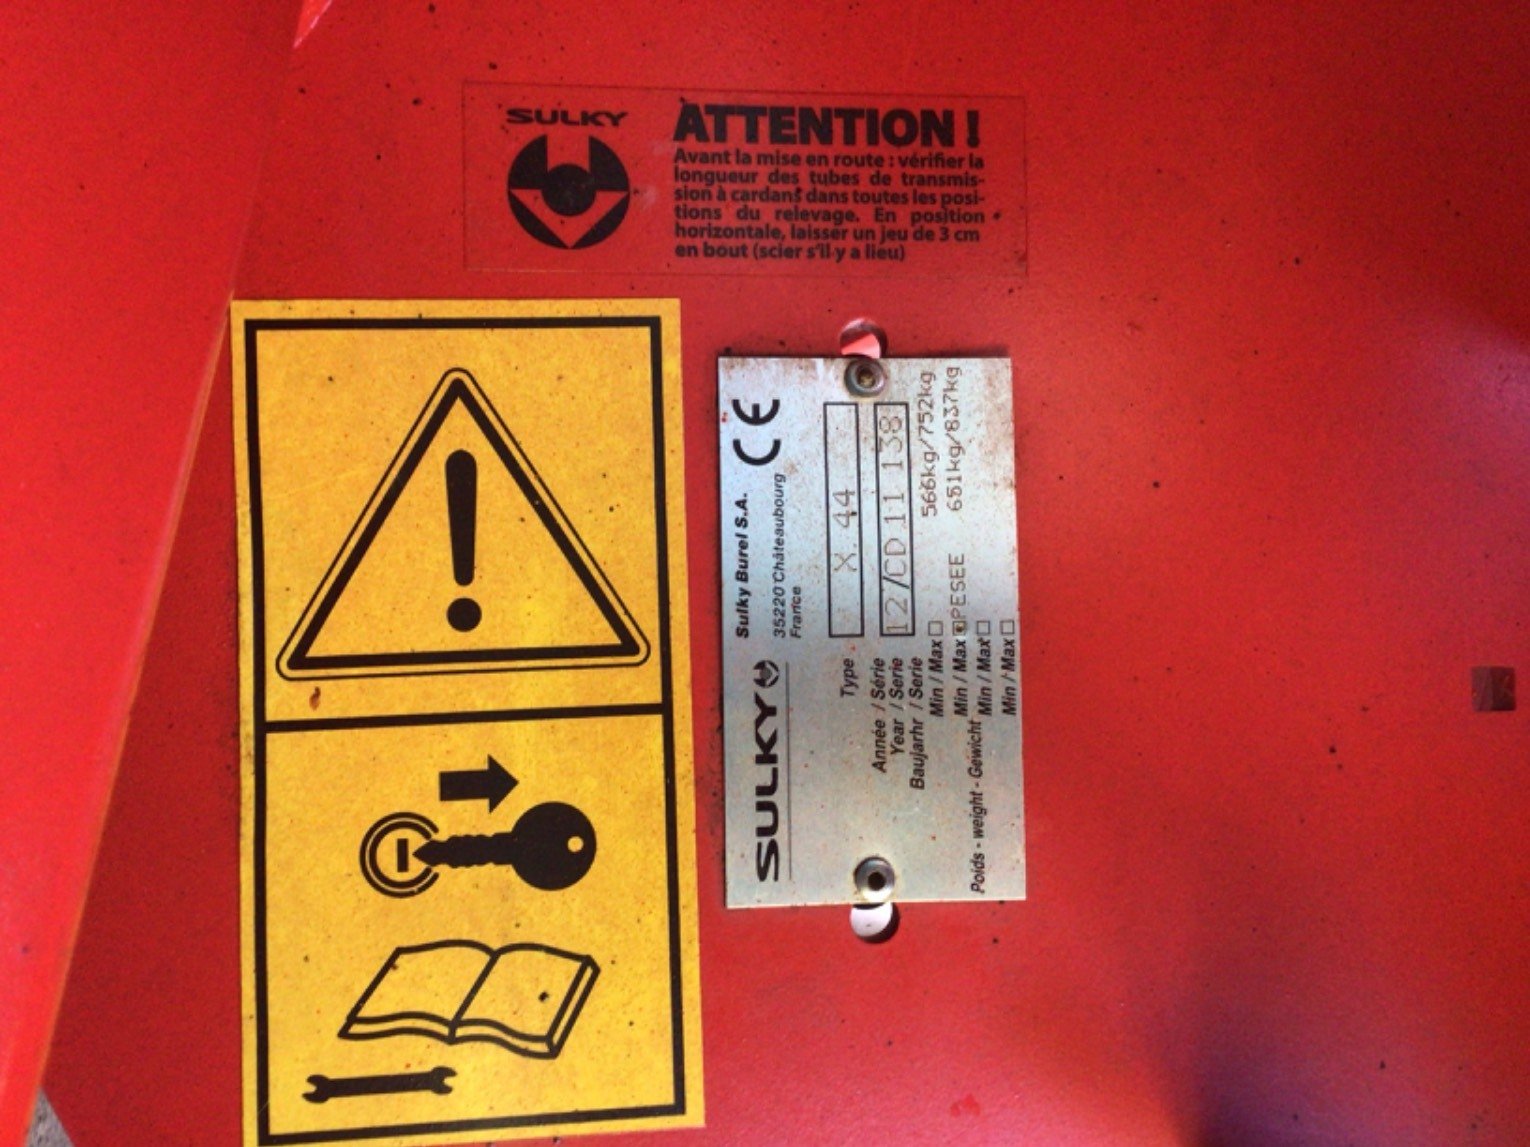 SULKY
ATTENTION !
Avant la mise en route : vérifier la
longueur des tubes de transmis-
sion à cardans dans toutes les posi-
tions du relevage. En position
horizontale, laisser un jeu de 3 cm
en bout (scier s'il y a lieu)
SULKY
Sulky Burel S.A.
35220 Châteaubourg
France
CE
Type X.44
Année / Série
Year / Serie
Baujarhr / Serie
12/CD 11 138
Min / Max 566kg/752kg
Min / Max PESEE 651kg/837kg
Poids - weight - Gewicht Min / Max
Min / Max